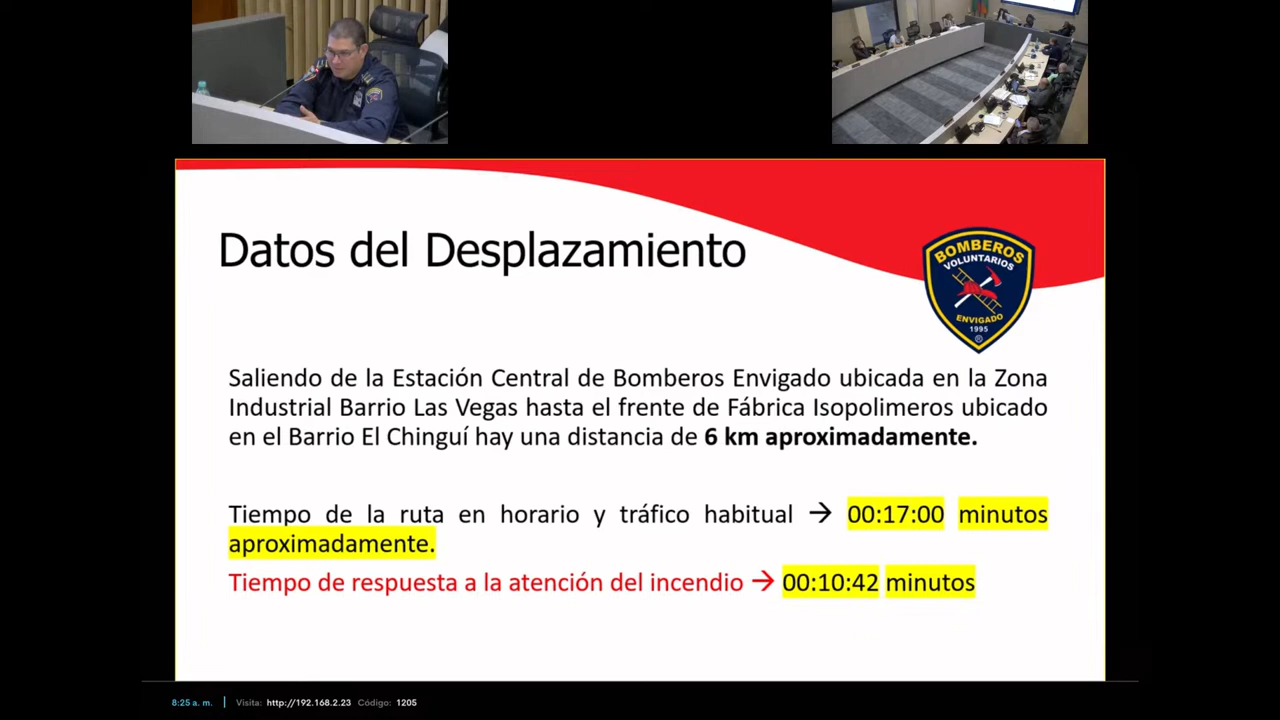 Datos del Desplazamiento
BOMBEROS
VOLUNTARIOS
ENVIGADO
1995
®
Saliendo de la Estación Central de Bomberos Envigado ubicada en la Zona
Industrial Barrio Las Vegas hasta el frente de Fábrica Isopolimeros ubicado
en el Barrio El Chinguí hay una distancia de 6 km aproximadamente.
Tiempo de la ruta en horario y tráfico habitual → 00:17:00 minutos
aproximadamente.
Tiempo de respuesta a la atención del incendio → 00:10:42 minutos
8:25 a. m. | Visita: http://192.168.2.23 Código: 1205